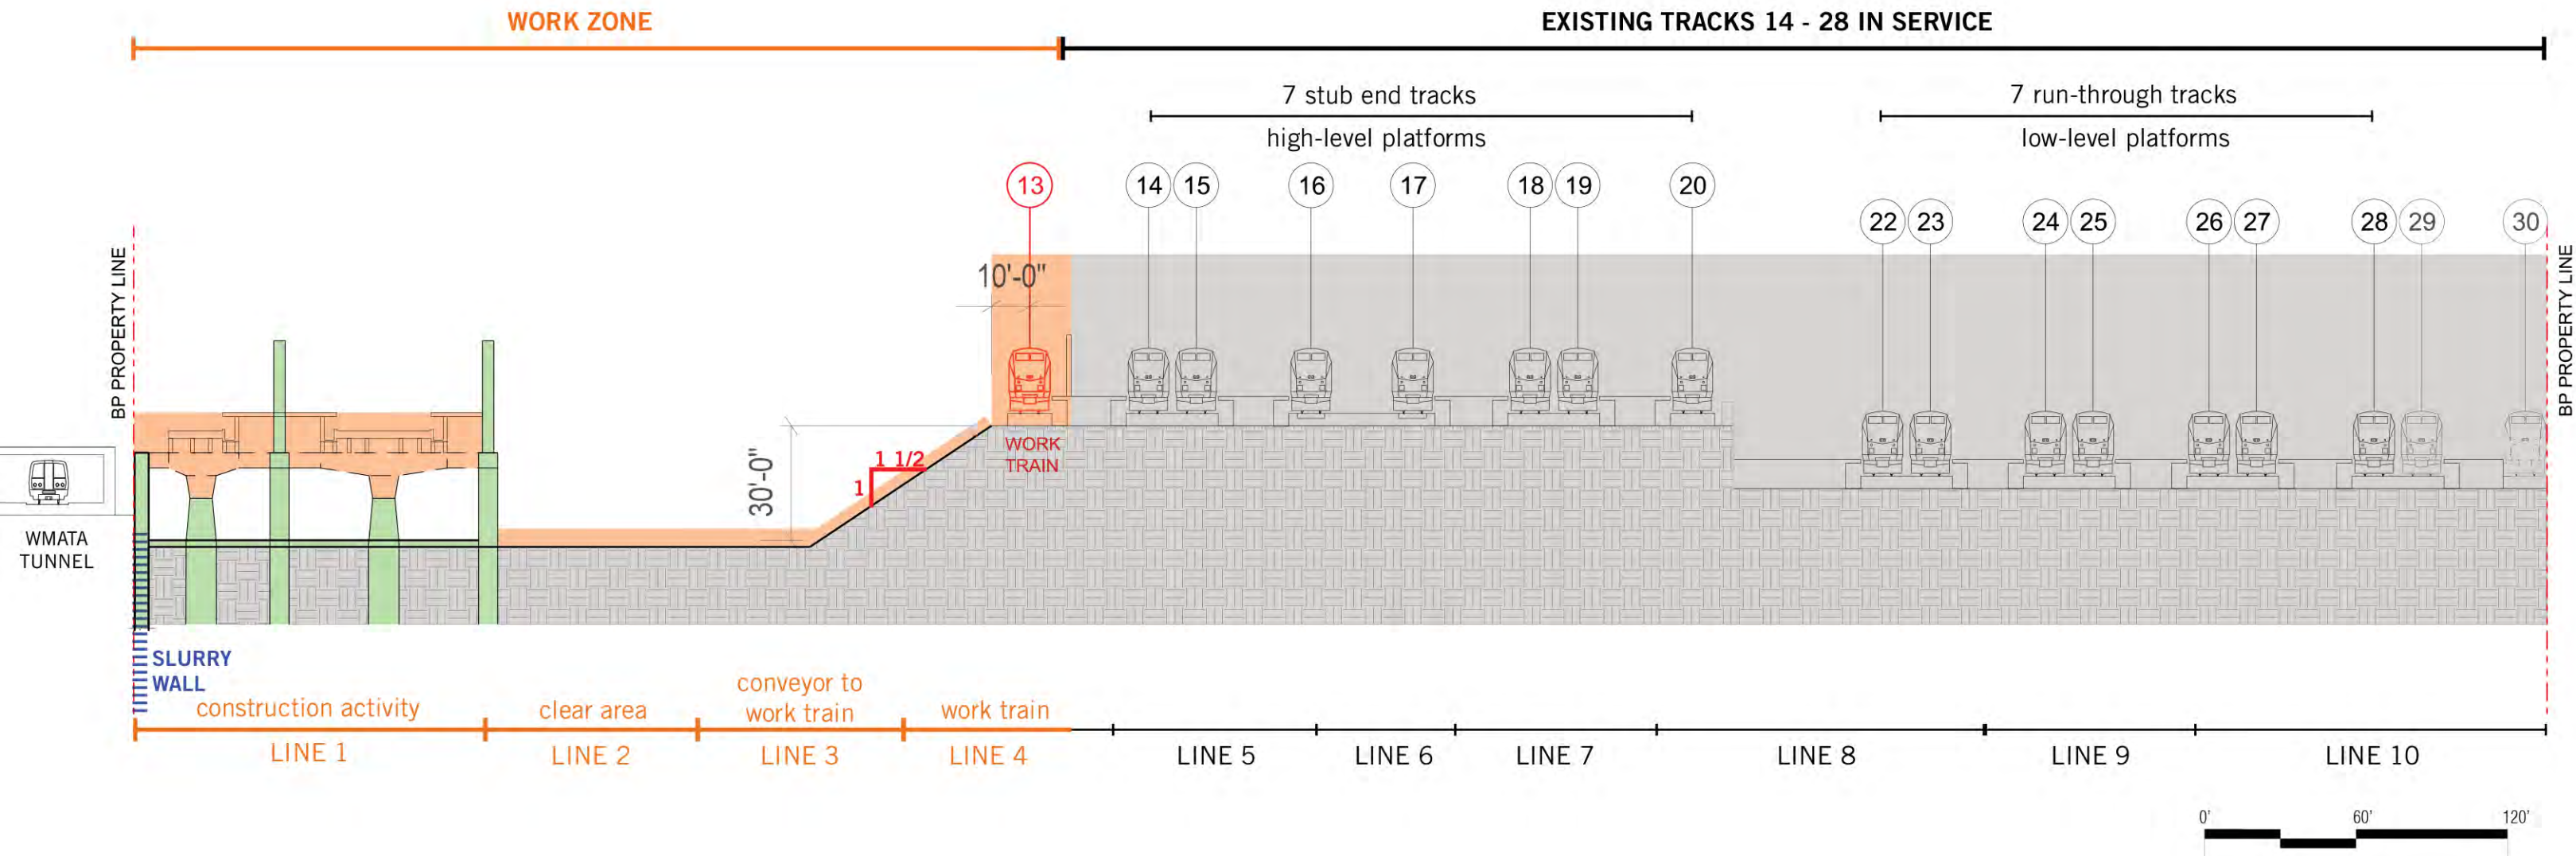 WORK ZONE
EXISTING TRACKS 14 - 28 IN SERVICE
7 stub end tracks
high-level platforms
7 run-through tracks
low-level platforms
13
14
15
16
17
18
19
20
22
23
24
25
26
27
28
29
30
BP PROPERTY LINE
BP PROPERTY LINE
10'-0"
30'-0"
1 1/2
1
WORK
TRAIN
WMATA
TUNNEL
SLURRY
WALL
construction activity
clear area
conveyor to
work train
work train
LINE 1
LINE 2
LINE 3
LINE 4
LINE 5
LINE 6
LINE 7
LINE 8
LINE 9
LINE 10
0'
60'
120'